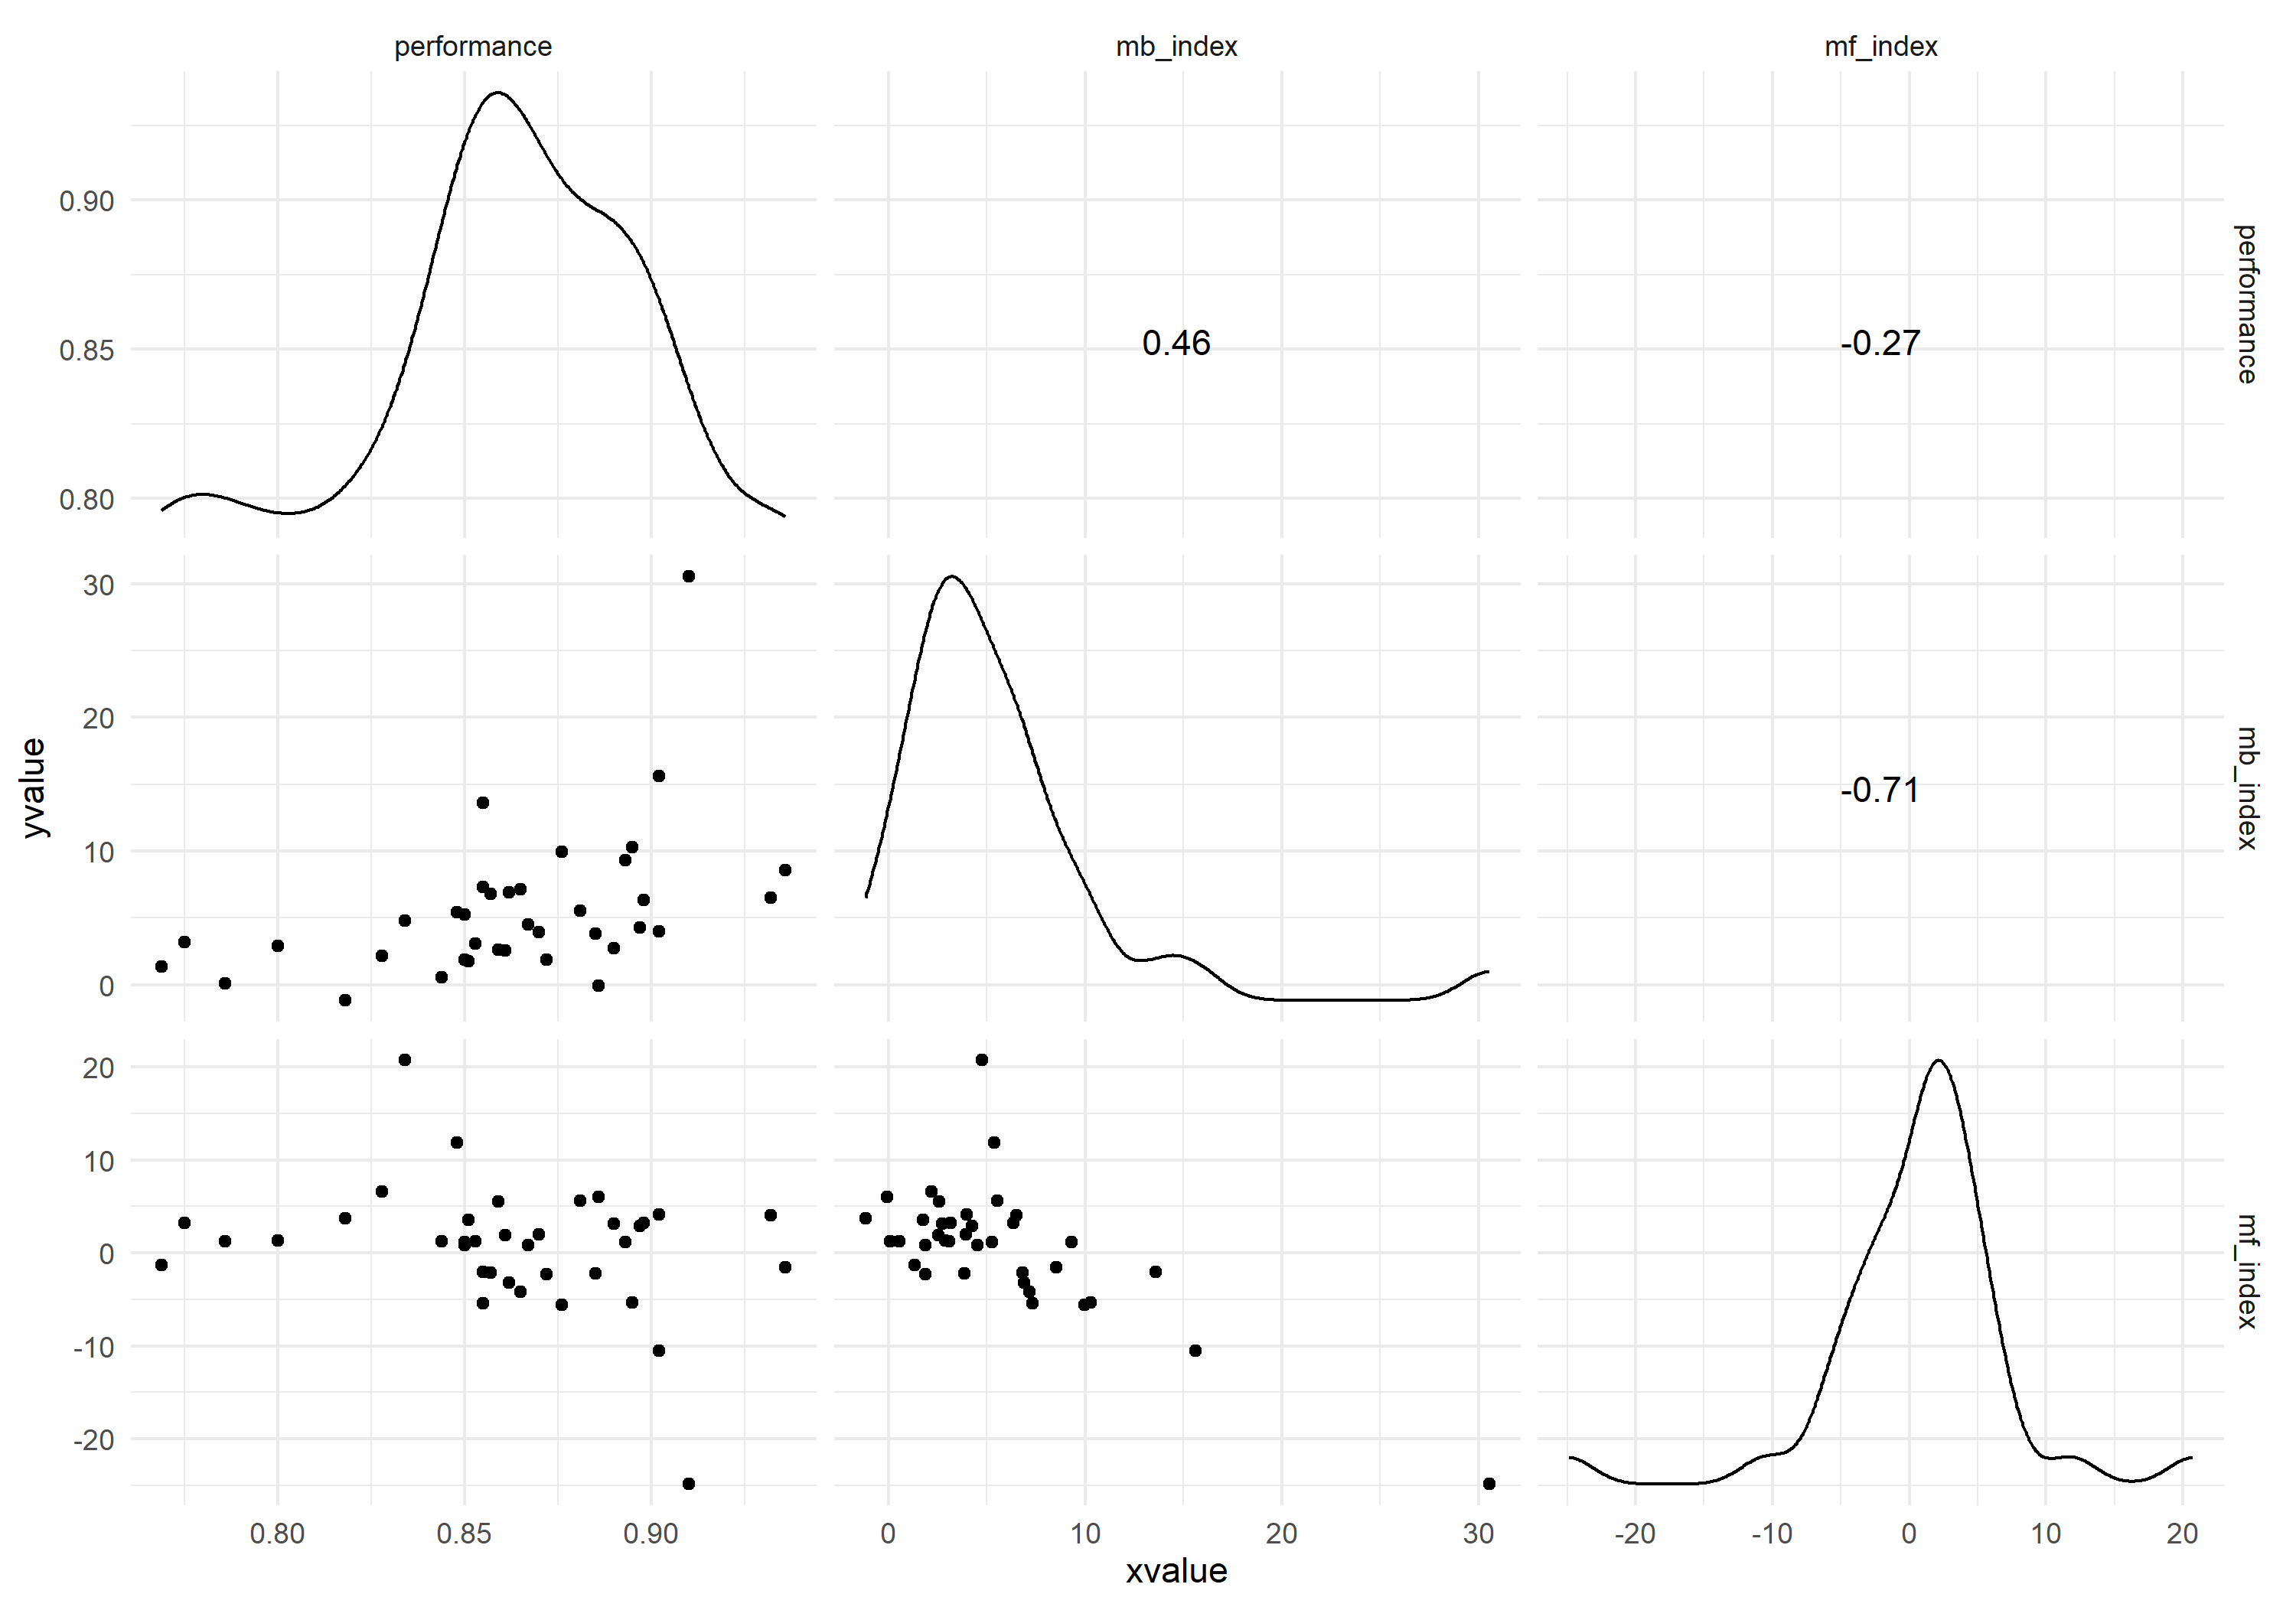 performance mb_index mf_index
0.90
0.85
0.80
performance
0.46
-0.27
30
20
10
0
mb_index
-0.71
yvalue
20
10
0
-10
-20
mf_index
0.80 0.85 0.90 0 10 20 30 -20 -10 0 10 20
xvalue